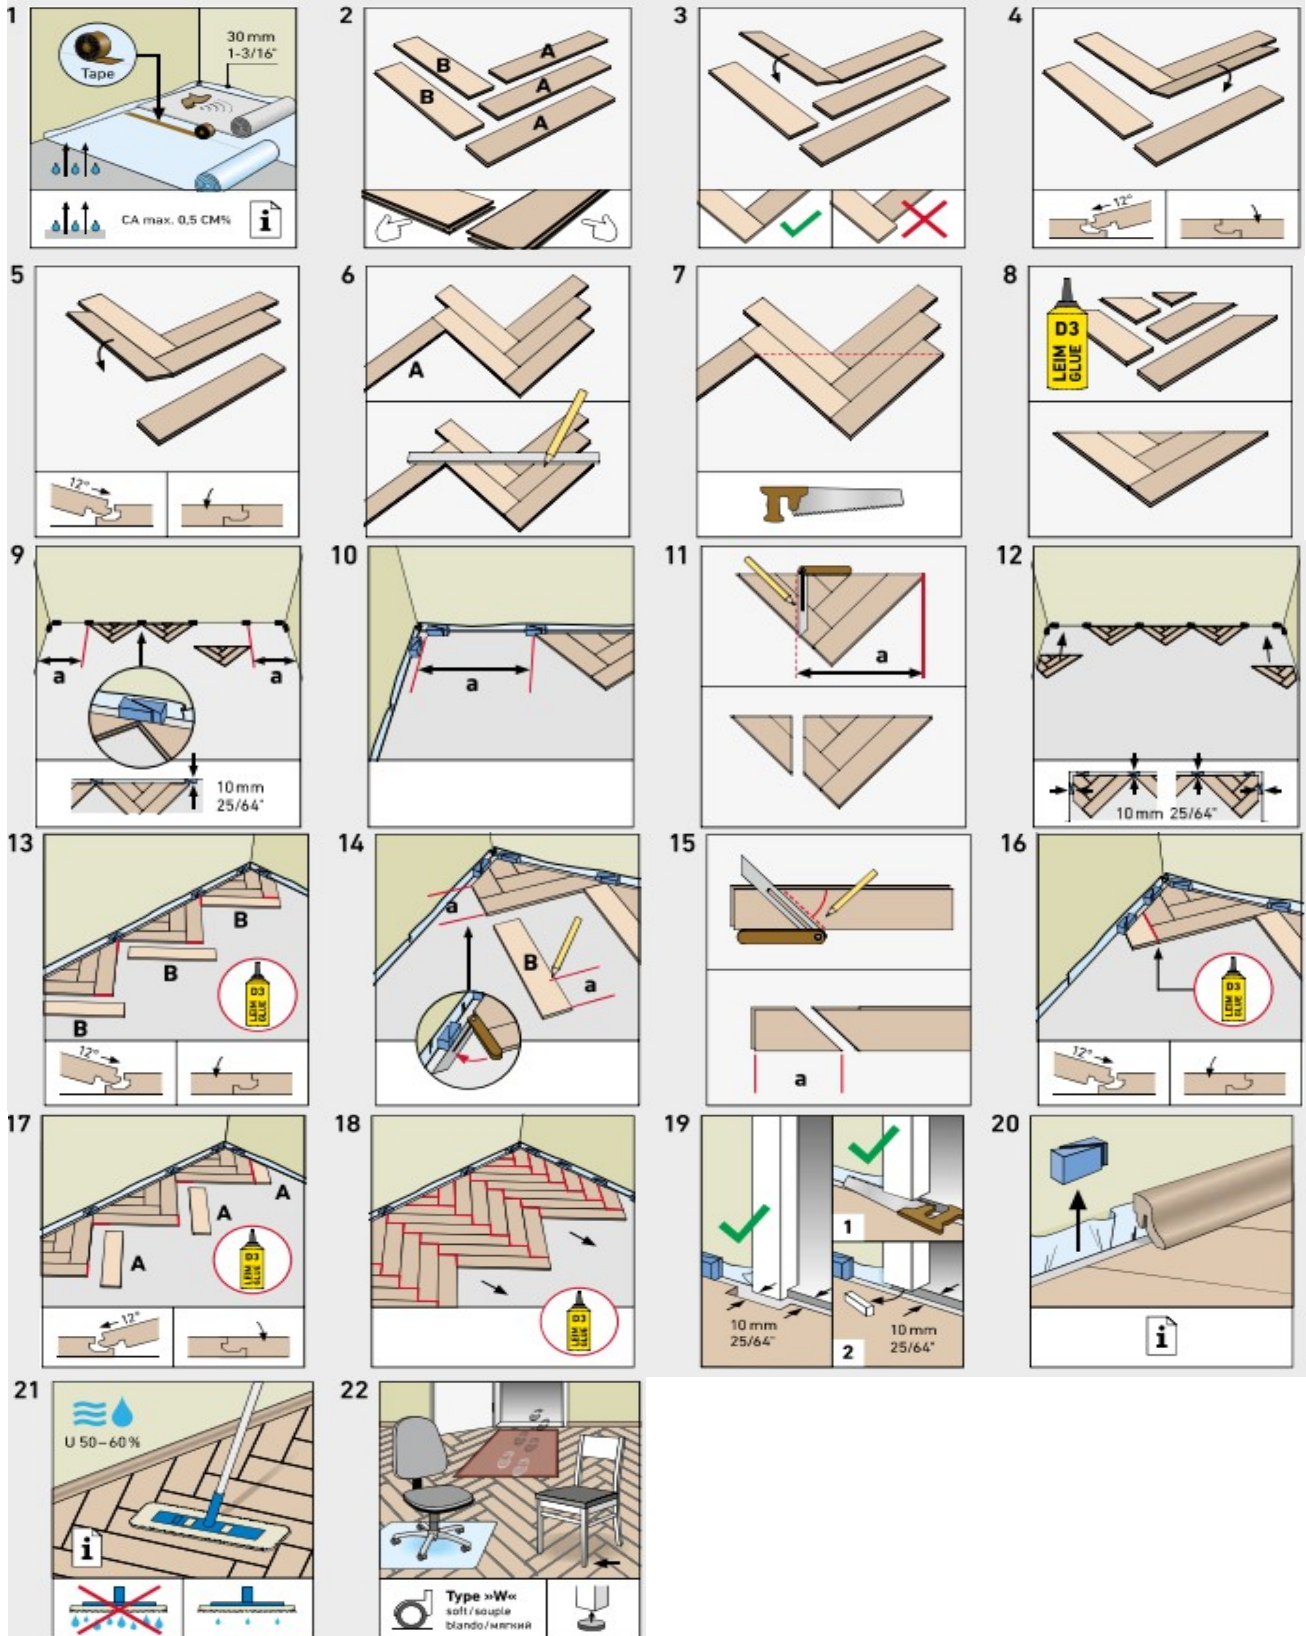 1
Tape
30 mm
1-3/16"
CA max. 0,5 CM%
i
2
B
B
A
A
A
3
4
12°
5
12°
6
A
7
8
D3
LEIM
GLUE
9
a
a
10 mm
25/64"
10
a
11
a
12
10 mm 25/64"
13
B
B
B
D3
LEIM
GLUE
12°
14
a
B
a
15
a
16
D3
LEIM
GLUE
12°
17
A
A
A
D3
LEIM
GLUE
12°
18
D3
LEIM
GLUE
19
10 mm
25/64"
1
2
10 mm
25/64"
20
i
21
U 50–60%
i
22
Type »W«
soft/souple
blando/мягкий